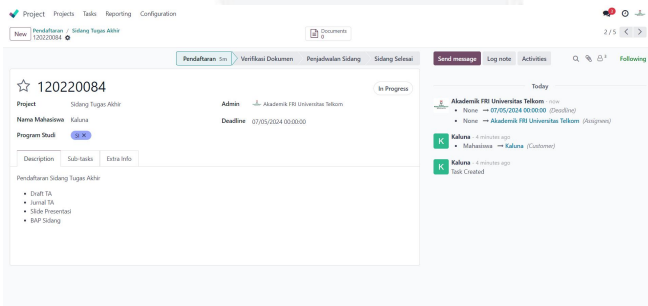 Project Projects Tasks Reporting Configuration
New Pendaftaran / Sidang Tugas Akhir
120220084
Documents
0
2 / 5
Pendaftaran 5m Verifikasi Dokumen Penjadwalan Sidang Sidang Selesai
Send message Log note Activities
Following
120220084
In Progress
Project Sidang Tugas Akhir
Admin Akademik FRI Universitas Telkom
Nama Mahasiswa Kaluna
Deadline 07/05/2024 00:00:00
Program Studi SI ×
Description Sub-tasks Extra Info
Pendaftaran Sidang Tugas Akhir
• Draft TA
• Jurnal TA
• Slide Presentasi
• BAP Sidang
Today
Akademik FRI Universitas Telkom - now
• None → 07/05/2024 00:00:00 (Deadline)
• None → Akademik FRI Universitas Telkom (Assignees)
K
Kaluna - 4 minutes ago
• Mahasiswa → Kaluna (Customer)
K
Kaluna - 4 minutes ago
Task Created